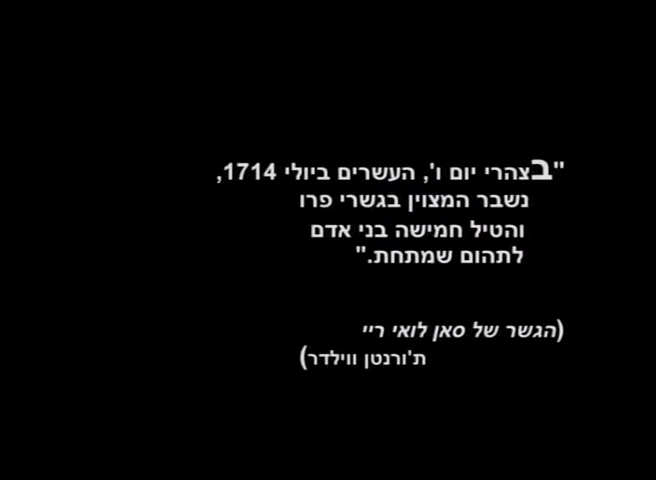 "בצהרי יום ו', העשרים ביולי 1714,
נשבר המצוין בגשרי פרו
והטיל חמישה בני אדם
לתהום שמתחת."
(הגשר של סאן לואי ריי
ת'ורנטן ווילדר)